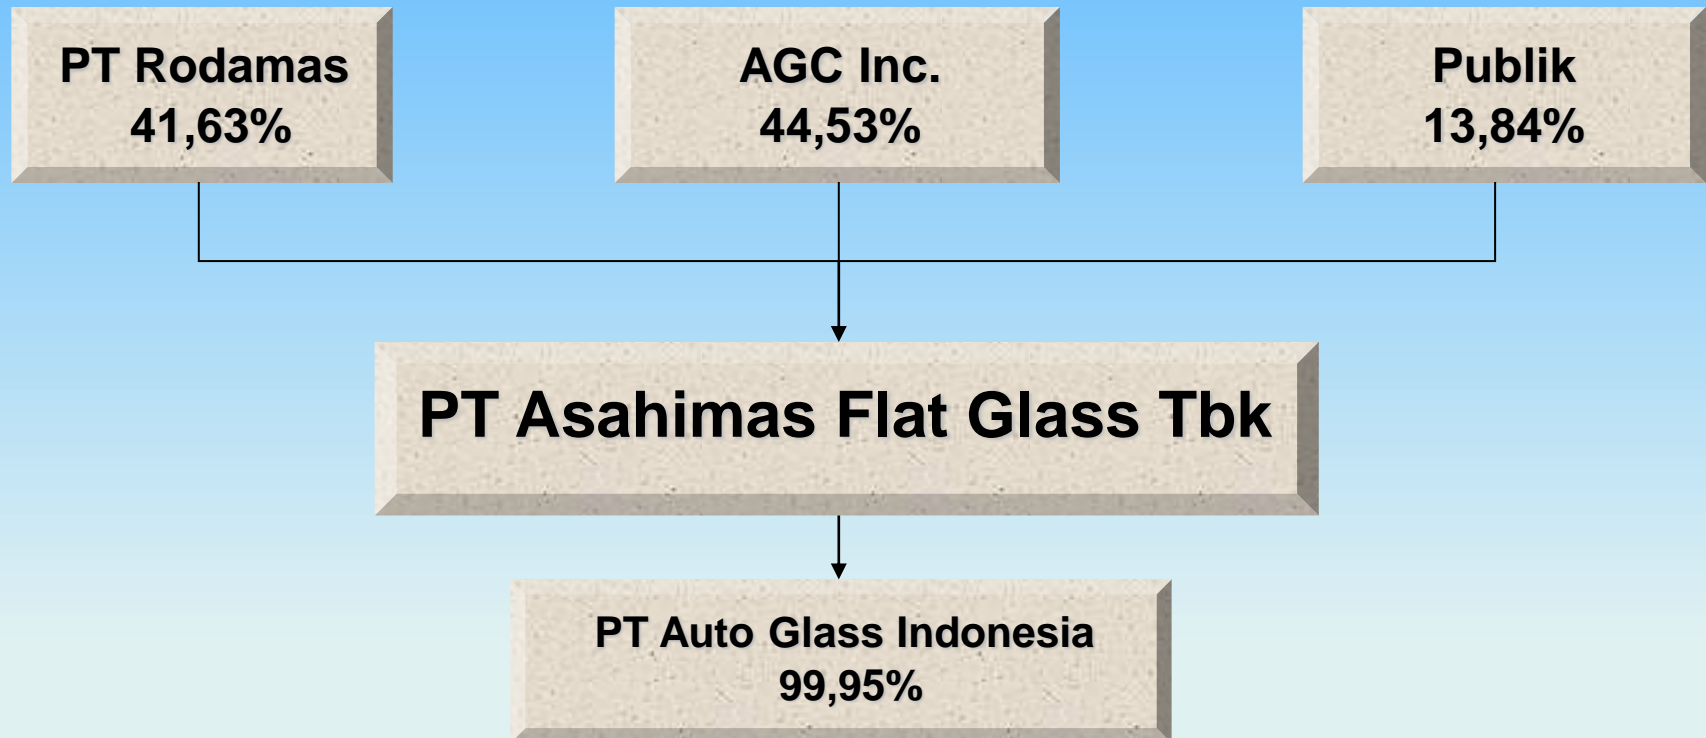 PT Rodamas
41,63%
AGC Inc.
44,53%
Publik
13,84%
PT Asahimas Flat Glass Tbk
PT Auto Glass Indonesia
99,95%